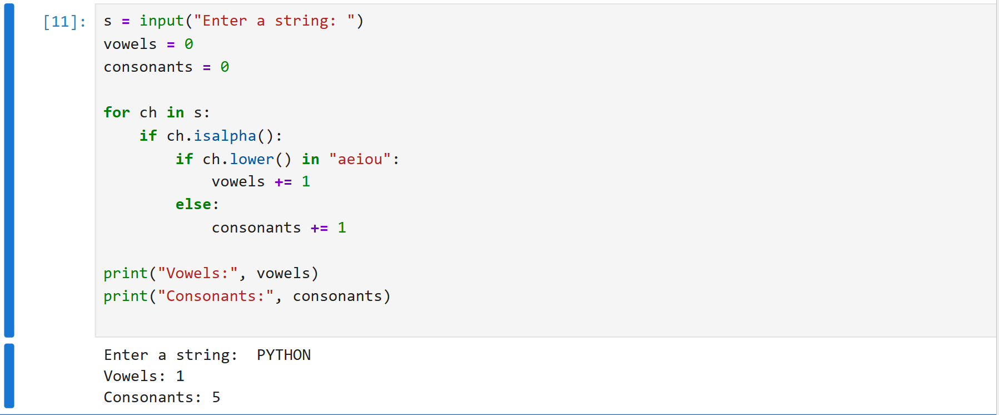 [11]: s = input("Enter a string: ")
vowels = 0
consonants = 0

for ch in s:
    if ch.isalpha():
        if ch.lower() in "aeiou":
            vowels += 1
        else:
            consonants += 1

print("Vowels:", vowels)
print("Consonants:", consonants)

Enter a string:  PYTHON
Vowels: 1
Consonants: 5